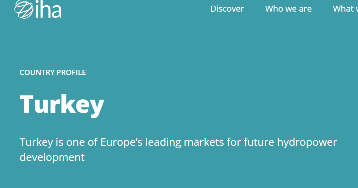 iha
Discover
Who we are
What
COUNTRY PROFILE
Turkey
Turkey is one of Europe's leading markets for future hydropower
development